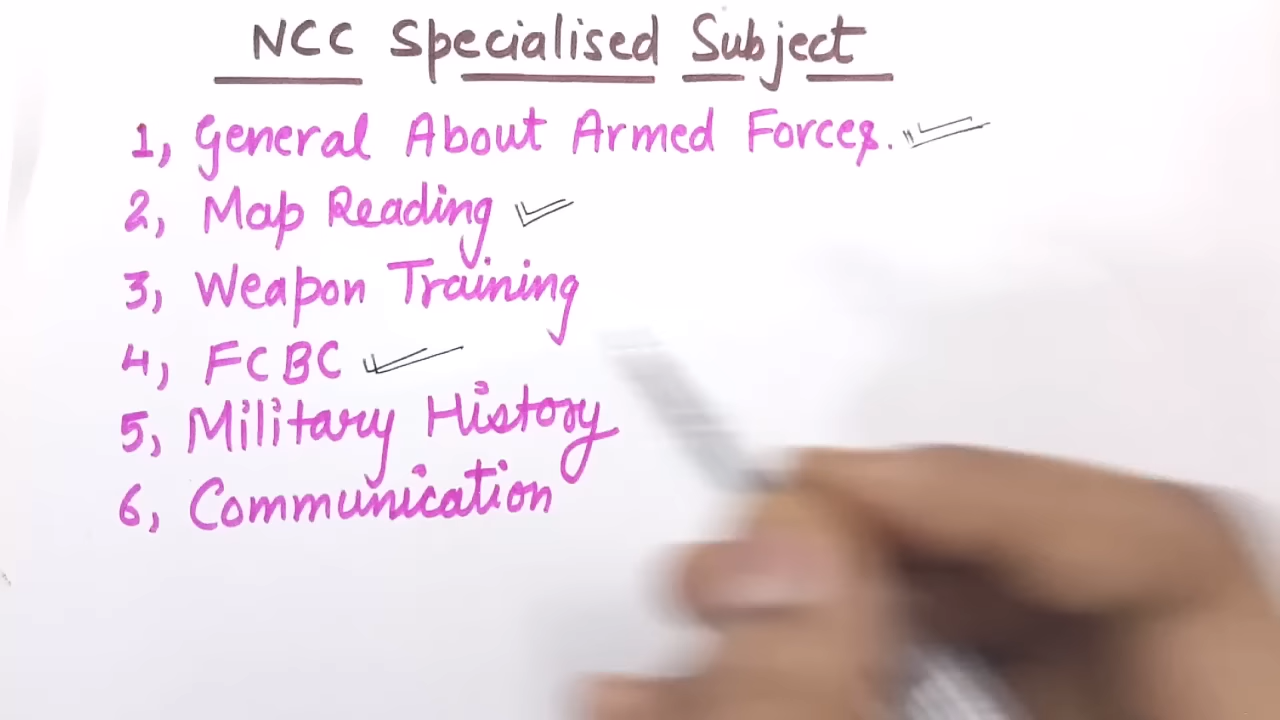 NCC Specialised Subject
1, General About Armed Forces.
2, Map Reading
3, Weapon Training
4, FCBC
5, Military History
6, Communication